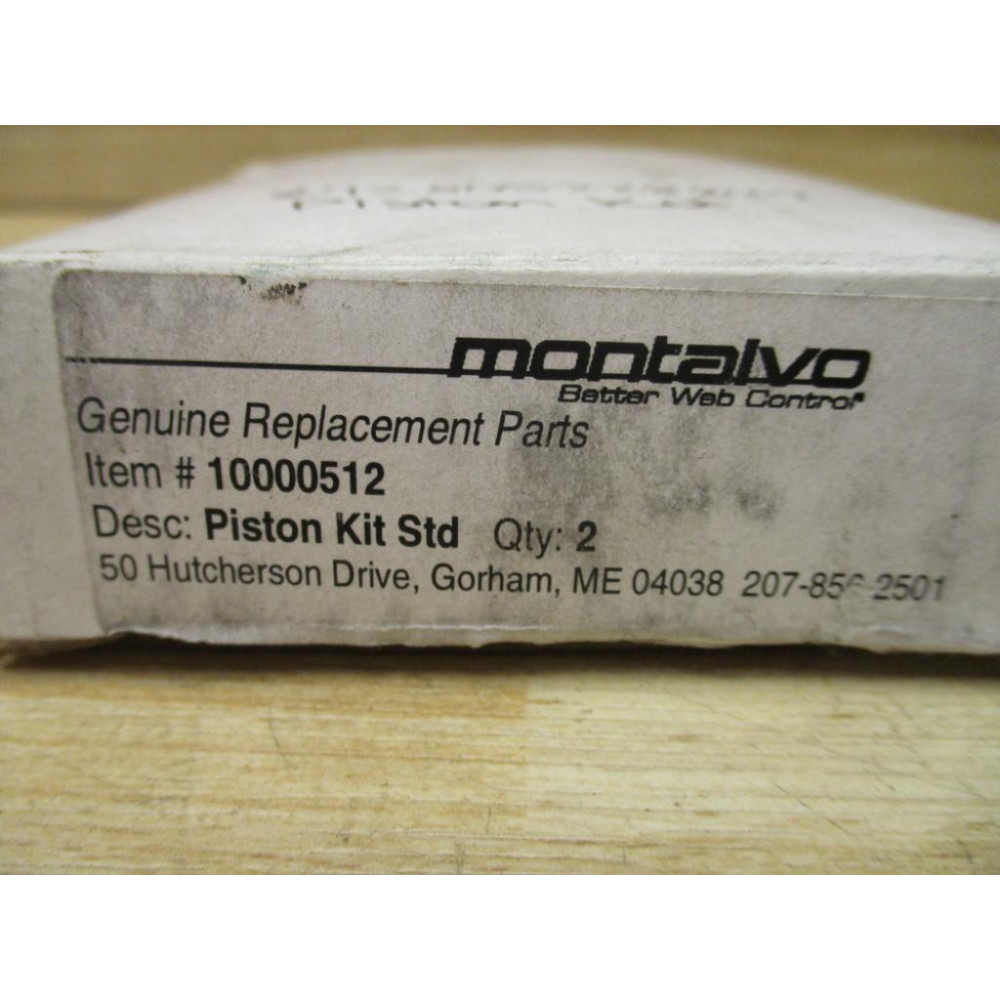 montalvo
Better Web Control®
Genuine Replacement Parts
Item # 10000512
Desc: Piston Kit Std Qty: 2
50 Hutcherson Drive, Gorham, ME 04038